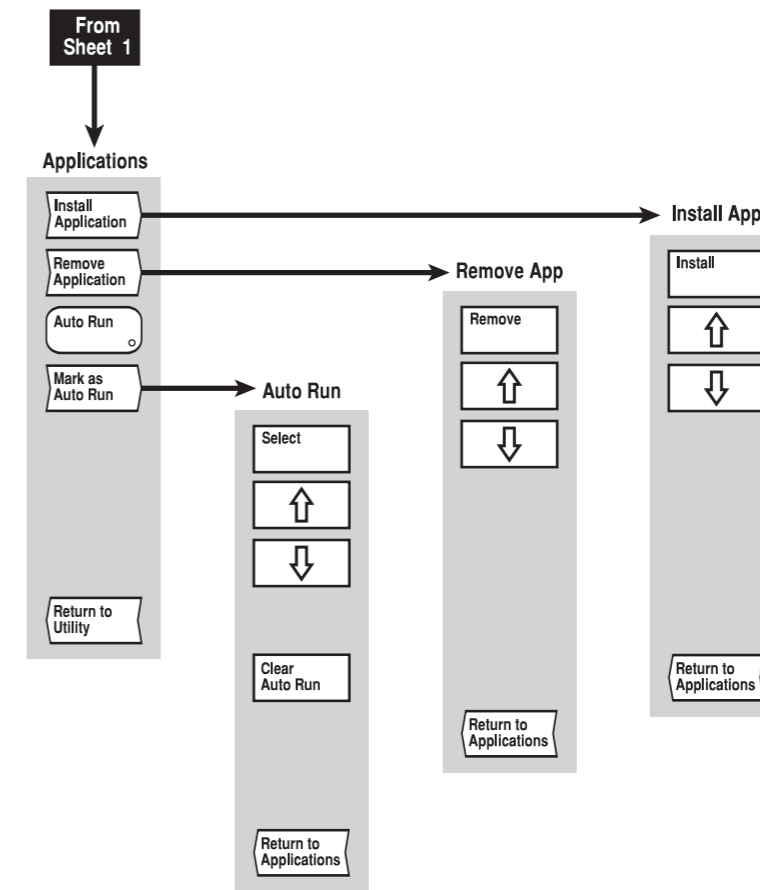 From
Sheet 1
Applications
Install
Application
Remove
Application
Auto Run
Mark as
Auto Run
Return to
Utility
Auto Run
Select
Clear
Auto Run
Return to
Applications
Remove App
Remove
Return to
Applications
Install App
Install
Return to
Applications